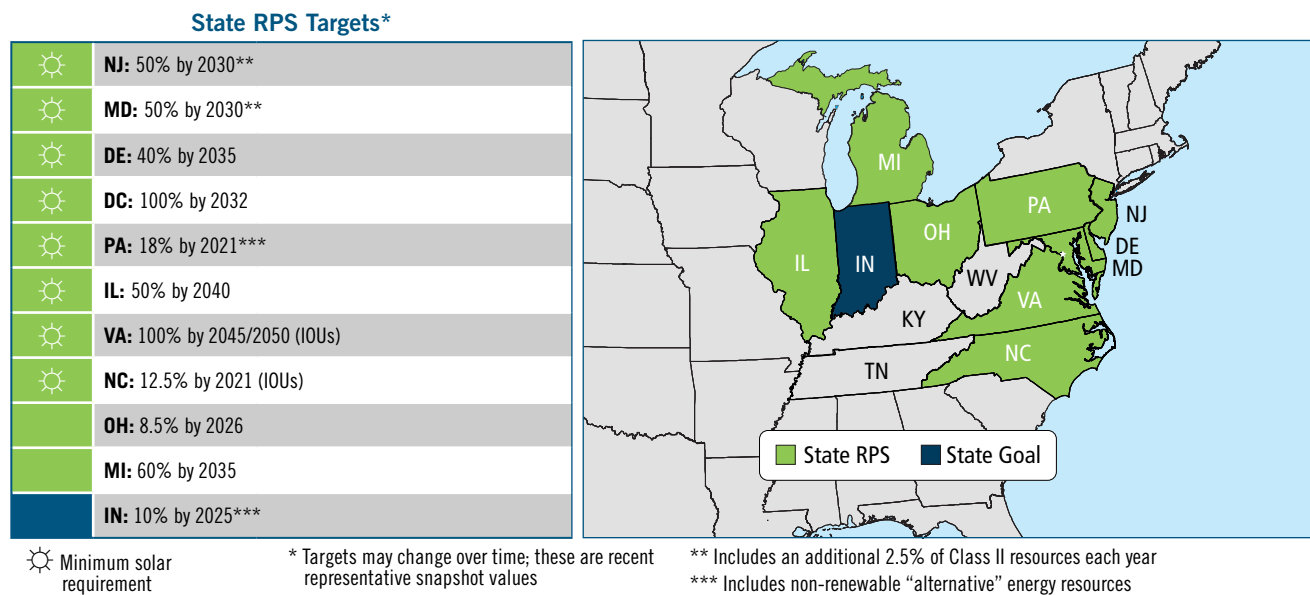 State RPS Targets*
NJ: 50% by 2030**
MD: 50% by 2030**
DE: 40% by 2035
DC: 100% by 2032
PA: 18% by 2021***
IL: 50% by 2040
VA: 100% by 2045/2050 (IOUs)
NC: 12.5% by 2021 (IOUs)
OH: 8.5% by 2026
MI: 60% by 2035
IN: 10% by 2025***
MI
PA
NJ
OH
DE
IL
IN
MD
WV
VA
KY
NC
TN
State RPS
State Goal
Minimum solar
requirement
* Targets may change over time; these are recent
representative snapshot values
** Includes an additional 2.5% of Class II resources each year
*** Includes non-renewable “alternative” energy resources